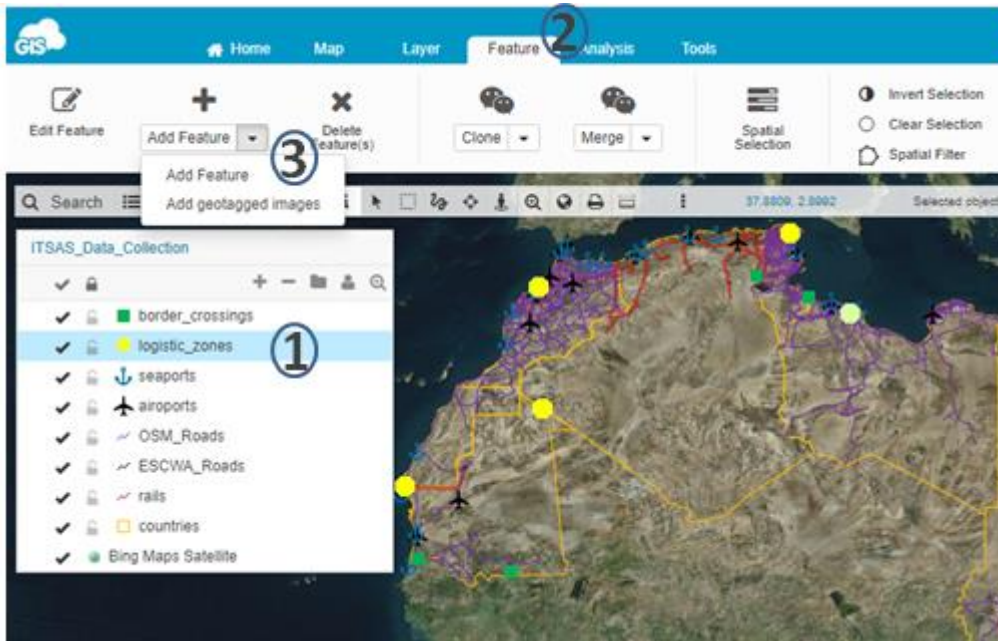 GIS
Home Map Layer Feature 2 Analysis Tools
Edit Feature
Add Feature
Delete
Feature(s)
Clone
Merge
Spatial
Selection
Invert Selection
Clear Selection
Spatial Filter
3
Add Feature
Add geotagged images
Search
37.8809, 2.8992
Selected object
ITSAS_Data_Collection
border_crossings
logistic_zones
1
seaports
airoports
OSM_Roads
ESCWA_Roads
rails
countries
Bing Maps Satellite